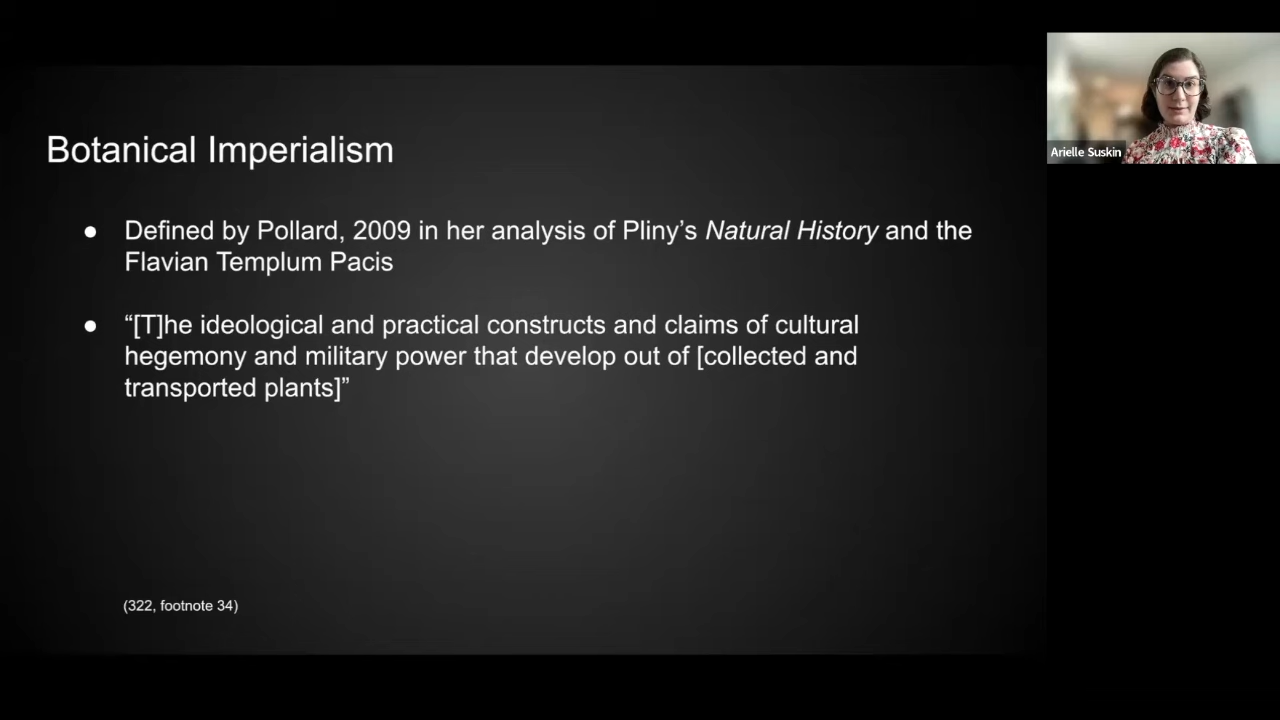 Botanical Imperialism
● Defined by Pollard, 2009 in her analysis of Pliny’s Natural History and the
Flavian Templum Pacis
● “[T]he ideological and practical constructs and claims of cultural
hegemony and military power that develop out of [collected and
transported plants]”
(322, footnote 34)
Arielle Suskin